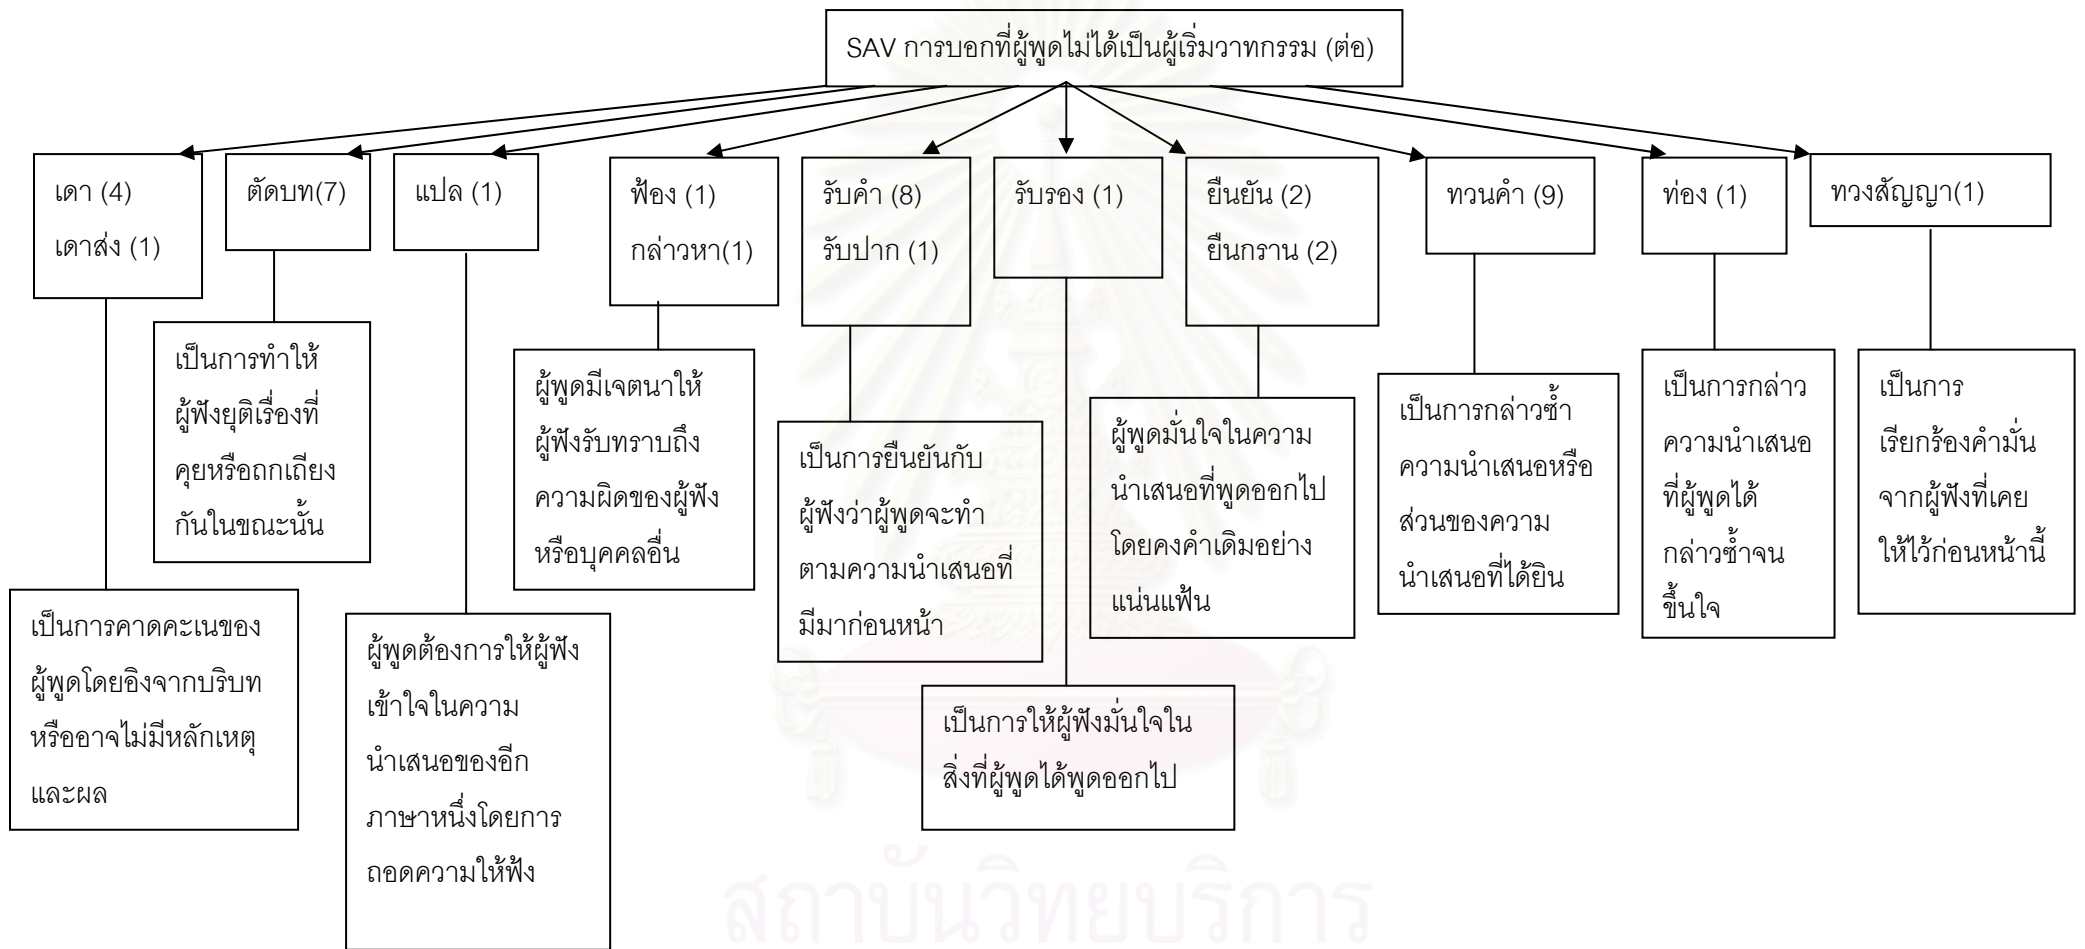 SAV การบอกที่ผู้พูดไม่ได้เป็นผู้เริ่มวาทกรรม (ต่อ)
เดา (4)
เดาส่ง (1)
ตัดบท(7)
แปล (1)
ฟ้อง (1)
กล่าวหา(1)
รับคำ (8)
รับปาก (1)
รับรอง (1)
ยืนยัน (2)
ยืนกราน (2)
ทวนคำ (9)
ท่อง (1)
ทวงสัญญา(1)
เป็นการคาดคะเนของ
ผู้พูดโดยอิงจากบริบท
หรืออาจไม่มีหลักเหตุ
และผล
เป็นการทำให้
ผู้ฟังยุติเรื่องที่
คุยหรือถกเถียง
กันในขณะนั้น
ผู้พูดต้องการให้ผู้ฟัง
เข้าใจในความ
นำเสนอของอีก
ภาษาหนึ่งโดยการ
ถอดความให้ฟัง
ผู้พูดมีเจตนาให้
ผู้ฟังรับทราบถึง
ความผิดของผู้ฟัง
หรือบุคคลอื่น
เป็นการยืนยันกับ
ผู้ฟังว่าผู้พูดจะทำ
ตามความนำเสนอที่
มีมาก่อนหน้า
เป็นการให้ผู้ฟังมั่นใจใน
สิ่งที่ผู้พูดได้พูดออกไป
ผู้พูดมั่นใจในความ
นำเสนอที่พูดออกไป
โดยคงคำเดิมอย่าง
แน่นแฟ้น
เป็นการกล่าวซ้ำ
ความนำเสนอหรือ
ส่วนของความ
นำเสนอที่ได้ยิน
เป็นการกล่าว
ความนำเสนอ
ที่ผู้พูดได้
กล่าวซ้ำจน
ขึ้นใจ
เป็นการ
เรียกร้องคำมั่น
จากผู้ฟังที่เคย
ให้ไว้ก่อนหน้านี้
สถาบันวิทยบริการ